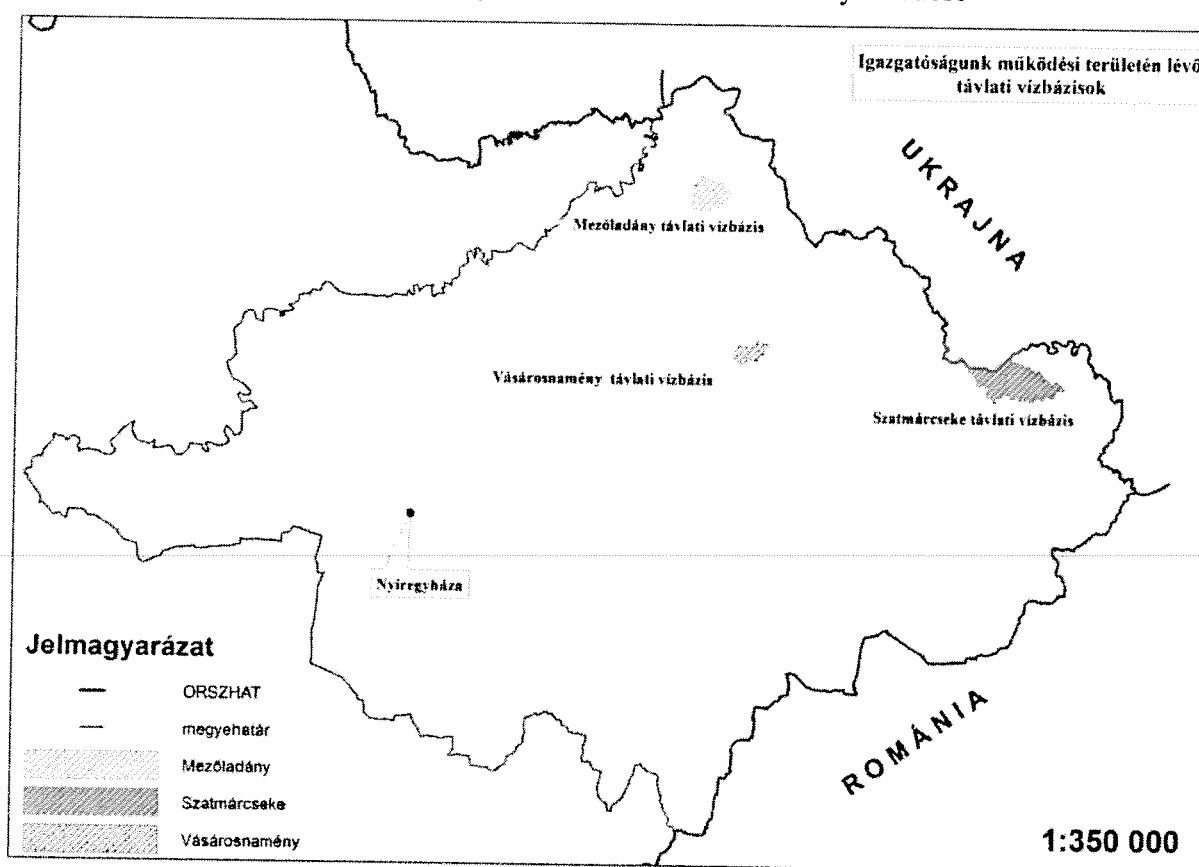 Igazgatóságunk működési területén lévő
távlati vízbázisok
UKRAJNA
Mezőladány távlati vízbázis
Vásárosnamény távlati vízbázis
Szatmárcseke távlati vízbázis
Nyíregyháza
Jelmagyarázat
ORSZHAT
megyehatár
Mezőladány
Szatmárcseke
Vásárosnamény
ROMÁNIA
1:350 000